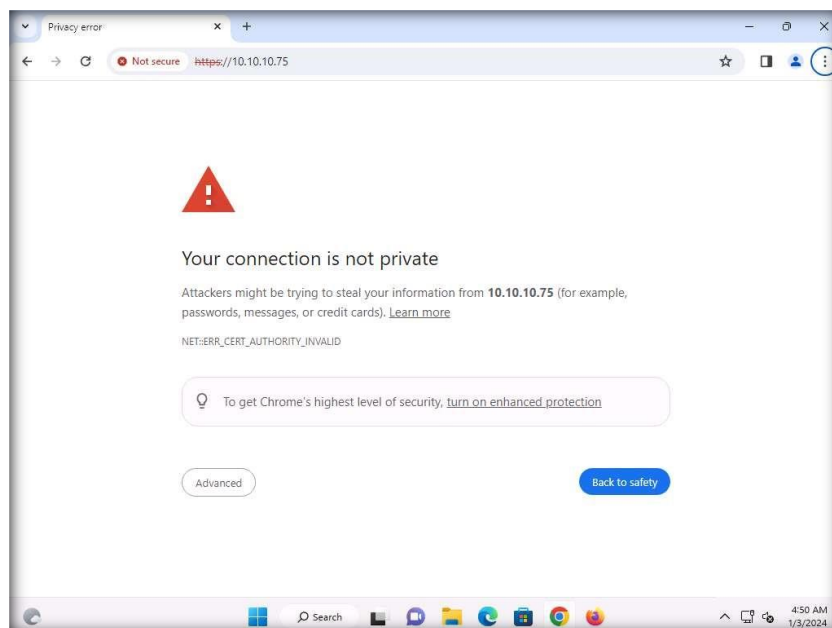 Privacy error
Not secure https://10.10.10.75
Your connection is not private
Attackers might be trying to steal your information from 10.10.10.75 (for example,
passwords, messages, or credit cards). Learn more
NET::ERR_CERT_AUTHORITY_INVALID
To get Chrome's highest level of security, turn on enhanced protection
Advanced
Back to safety
Search
4:50 AM
1/3/2024